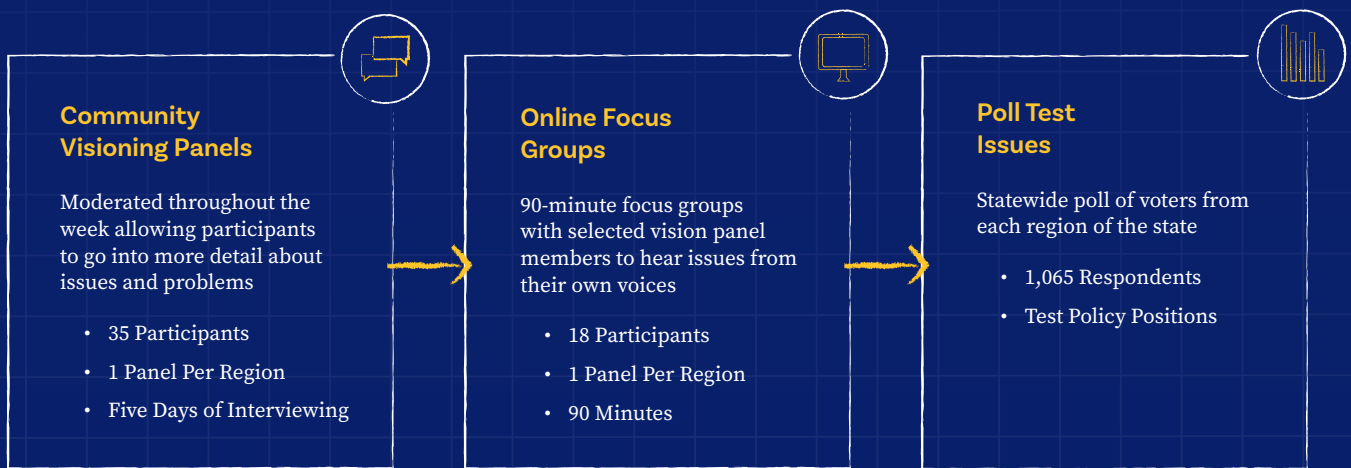 Community
Visioning Panels
Moderated throughout the
week allowing participants
to go into more detail about
issues and problems
• 35 Participants
• 1 Panel Per Region
• Five Days of Interviewing
Online Focus
Groups
90-minute focus groups
with selected vision panel
members to hear issues from
their own voices
• 18 Participants
• 1 Panel Per Region
• 90 Minutes
Poll Test
Issues
Statewide poll of voters from
each region of the state
• 1,065 Respondents
• Test Policy Positions